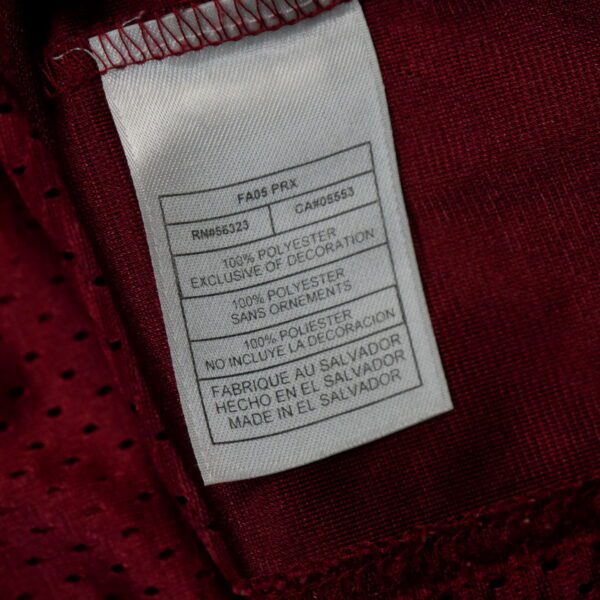 FA05 PRX
RN#56323 CA#05553
100% POLYESTER
EXCLUSIVE OF DECORATION
100% POLYESTER
SANS ORNEMENTS
100% POLIESTER
NO INCLUYE LA DECORACION
FABRIQUE AU SALVADOR
HECHO EN EL SALVADOR
MADE IN EL SALVADOR